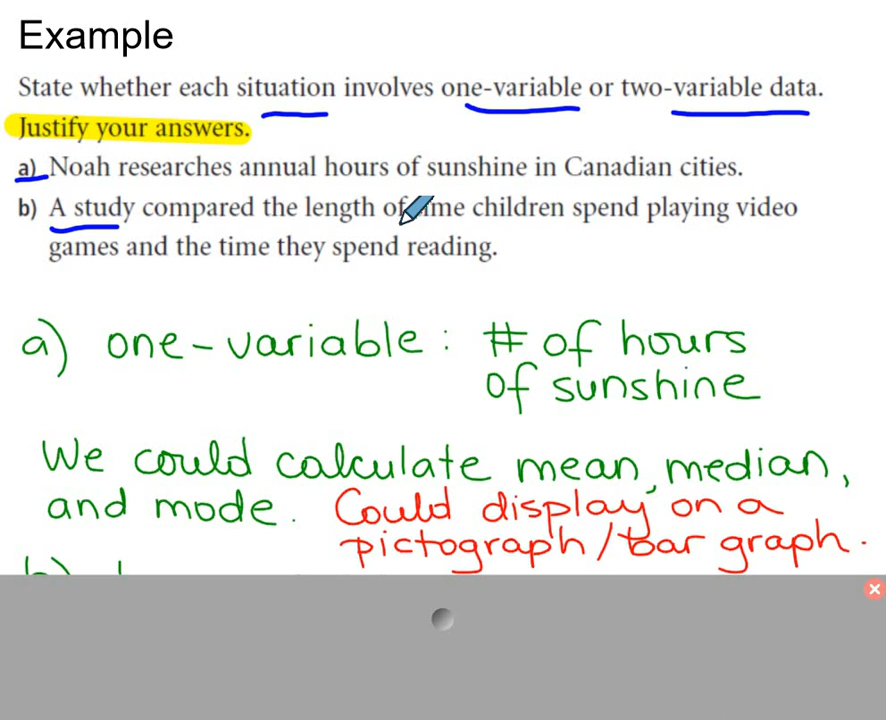 Example
State whether each situation involves one-variable or two-variable data.
Justify your answers.
a) Noah researches annual hours of sunshine in Canadian cities.
b) A study compared the length of time children spend playing video
games and the time they spend reading.
a) one-variable: # of hours
of sunshine
We could calculate mean, median,
and mode. Could display on a
pictograph/bar graph.